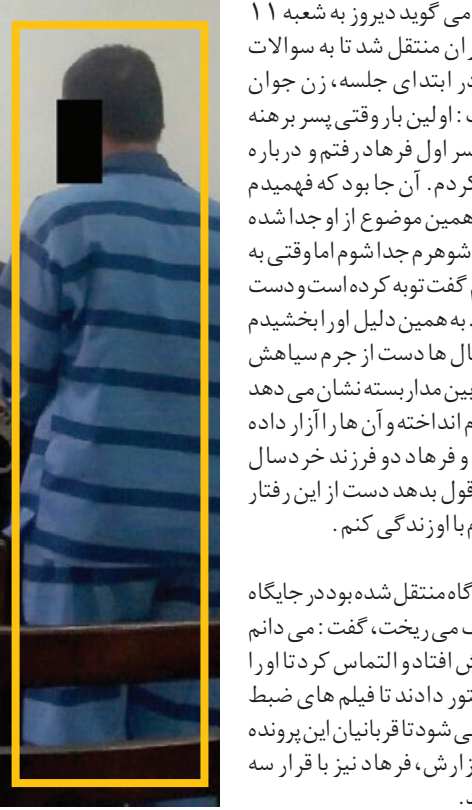 می گوید دیروز به شعبه ۱۱
ران منتقل شد تا به سوالات
در ابتدای جلسه، زن جوان
: اولین بار وقتی پسر برهنه
سر اول فرهاد رفتم و درباره
کردم. آن جا بود که فهمیدم
همین موضوع از او جدا شده
شوهرم جدا شوم اما وقتی به
گفت توبه کرده است و دست
. به همین دلیل او را بخشیدم
ال ها دست از جرم سیاهش
بین مداربسته نشان می دهد
م انداخته و آن ها را آزار داده
و فرهاد دو فرزند خردسال
قول بدهد دست از این رفتار
م با او زندگی کنم.
گاه منتقل شده بود در جایگاه
می ریخت، گفت: می دانم
ش افتاد و التماس کرد تا او را
تور دادند تا فیلم های ضبط
ی شود تا قربانیان این پرونده
زارش، فرهاد نیز با قرار سه